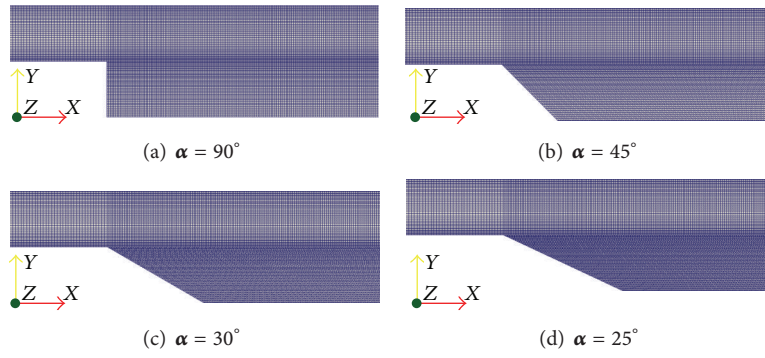 Y
Z X
(a) α = 90°
Y
Z X
(b) α = 45°
Y
Z X
(c) α = 30°
Y
Z X
(d) α = 25°